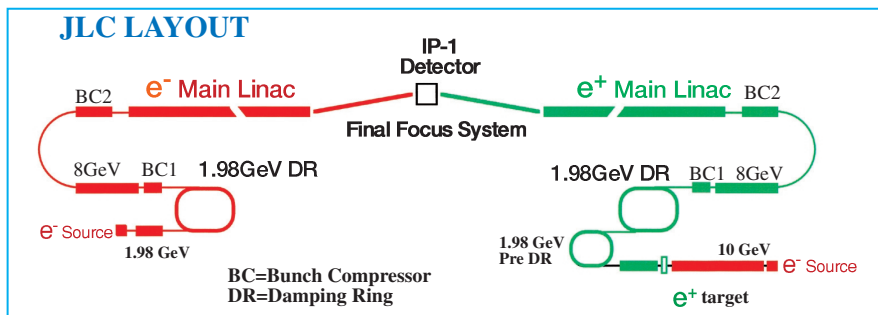 JLC LAYOUT
IP-1
Detector
BC2
e- Main Linac
e+ Main Linac
BC2
Final Focus System
8GeV
BC1
1.98GeV DR
1.98GeV DR
BC1
8GeV
e- Source
1.98 GeV
1.98 GeV
Pre DR
10 GeV
e- Source
BC=Bunch Compressor
DR=Damping Ring
e+ target